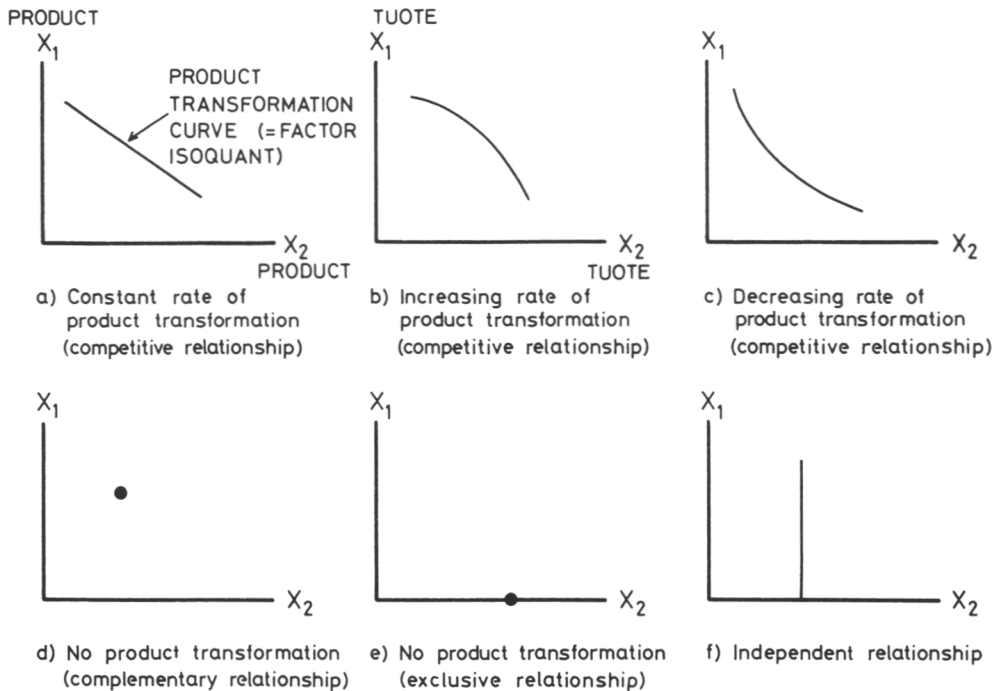 PRODUCT
X1
PRODUCT
TRANSFORMATION
CURVE (=FACTOR
ISOQUANT)
X2
PRODUCT
a) Constant rate of
product transformation
(competitive relationship)
TUOTE
X1
X2
TUOTE
b) Increasing rate of
product transformation
(competitive relationship)
X1
X2
c) Decreasing rate of
product transformation
(competitive relationship)
X1
X2
d) No product transformation
(complementary relationship)
X1
X2
e) No product transformation
(exclusive relationship)
X1
X2
f) Independent relationship